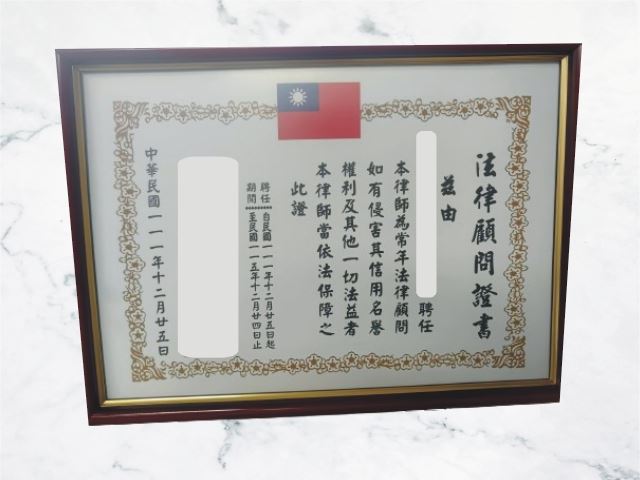 法律顧問證書
茲由
聘任
本律師為常年法律顧問
如有侵害其信用名譽
權利及其他一切法益者
本律師當依法保障之
此證
聘任期間
自民國一一一年十二月廿五日起
至民國一一五年十二月廿四日止
中華民國一一一年十二月廿五日